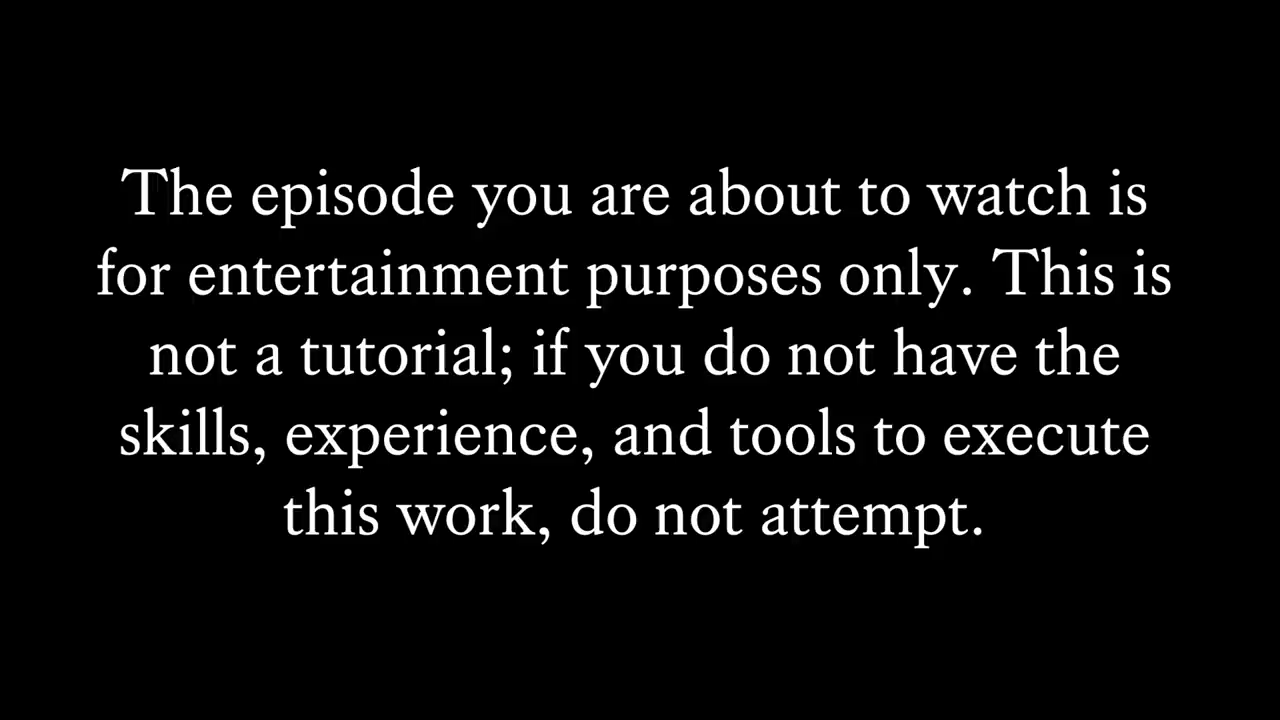 The episode you are about to watch is
for entertainment purposes only. This is
not a tutorial; if you do not have the
skills, experience, and tools to execute
this work, do not attempt.